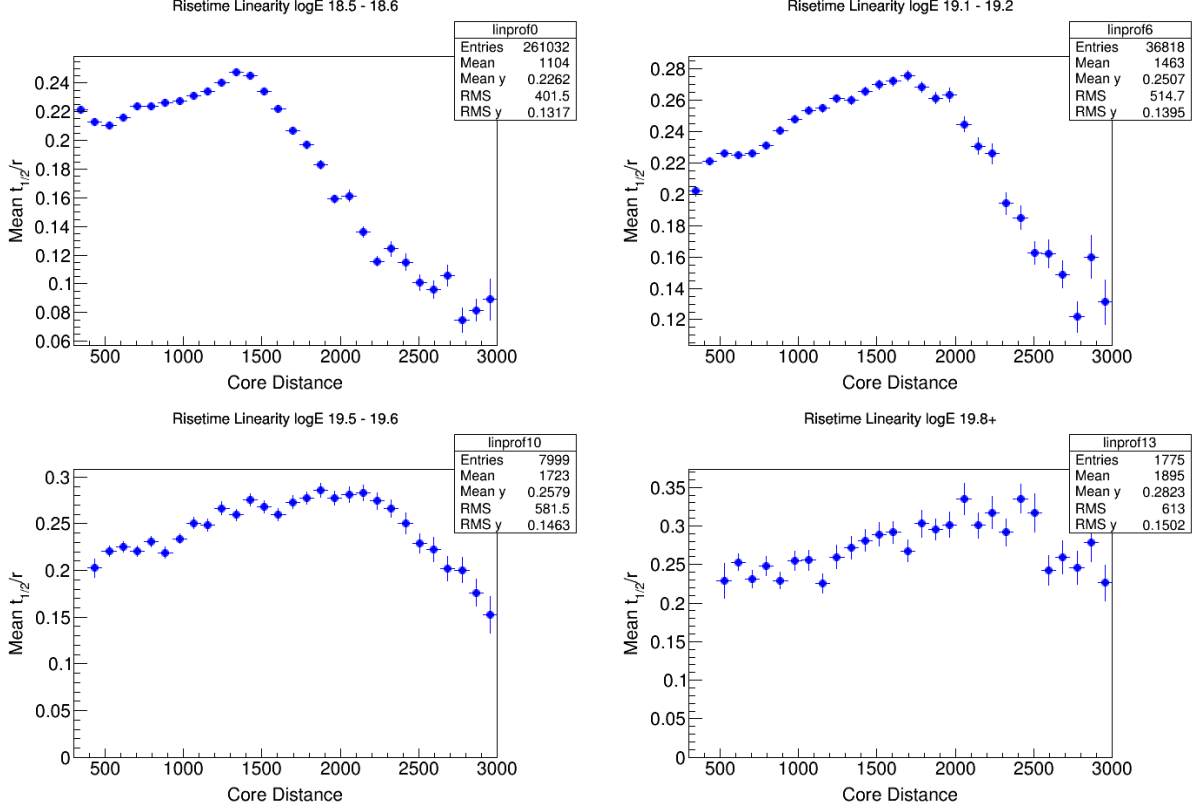 Risetime Linearity logE 18.5 - 18.6
linprof0
Entries 261032
Mean 1104
Mean y 0.2262
RMS 401.5
RMS y 0.1317
0.24
0.22
0.2
0.18
0.16
0.14
0.12
0.1
0.08
0.06
Mean t1/2/r
500 1000 1500 2000 2500 3000
Core Distance
Risetime Linearity logE 19.1 - 19.2
linprof6
Entries 36818
Mean 1463
Mean y 0.2507
RMS 514.7
RMS y 0.1395
0.28
0.26
0.24
0.22
0.2
0.18
0.16
0.14
0.12
Mean t1/2/r
500 1000 1500 2000 2500 3000
Core Distance
Risetime Linearity logE 19.5 - 19.6
linprof10
Entries 7999
Mean 1723
Mean y 0.2579
RMS 581.5
RMS y 0.1463
0.3
0.25
0.2
0.15
0.1
0.05
0
Mean t1/2/r
500 1000 1500 2000 2500 3000
Core Distance
Risetime Linearity logE 19.8+
linprof13
Entries 1775
Mean 1895
Mean y 0.2823
RMS 613
RMS y 0.1502
0.35
0.3
0.25
0.2
0.15
0.1
0.05
0
Mean t1/2/r
500 1000 1500 2000 2500 3000
Core Distance